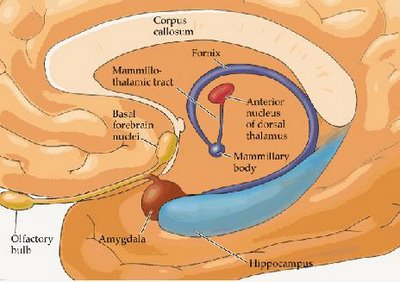 Corpus
callosum
Fornix
Mammillo-
thalamic tract
Anterior
nucleus
of dorsal
thalamus
Basal
forebrain
nuclei
Mammillary
body
Olfactory
bulb
Amygdala
Hippocampus